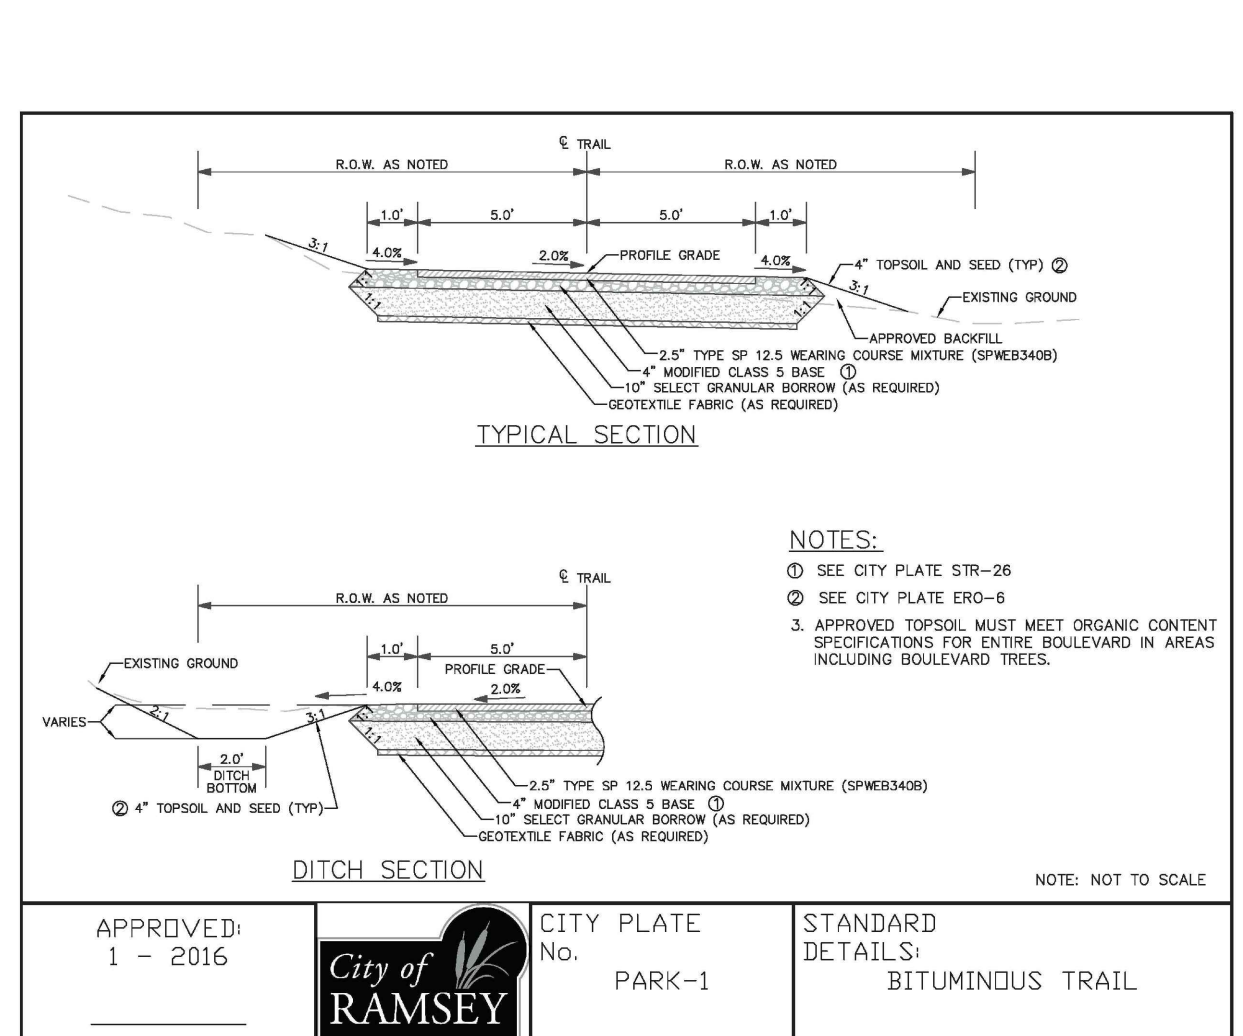 ℄ TRAIL
R.O.W. AS NOTED
R.O.W. AS NOTED
1.0'
5.0'
5.0'
1.0'
3:1
4.0%
2.0%
PROFILE GRADE
4.0%
4" TOPSOIL AND SEED (TYP) ②
1:1
1:1
1:1
1:1
3:1
EXISTING GROUND
APPROVED BACKFILL
2.5" TYPE SP 12.5 WEARING COURSE MIXTURE (SPWEB340B)
4" MODIFIED CLASS 5 BASE ①
10" SELECT GRANULAR BORROW (AS REQUIRED)
GEOTEXTILE FABRIC (AS REQUIRED)
TYPICAL SECTION
NOTES:
① SEE CITY PLATE STR-26
② SEE CITY PLATE ERO-6
3. APPROVED TOPSOIL MUST MEET ORGANIC CONTENT
SPECIFICATIONS FOR ENTIRE BOULEVARD IN AREAS
INCLUDING BOULEVARD TREES.
℄ TRAIL
R.O.W. AS NOTED
1.0'
5.0'
EXISTING GROUND
PROFILE GRADE
4.0%
2.0%
2:1
3:1
1:1
1:1
VARIES
2.0'
DITCH
BOTTOM
② 4" TOPSOIL AND SEED (TYP)
2.5" TYPE SP 12.5 WEARING COURSE MIXTURE (SPWEB340B)
4" MODIFIED CLASS 5 BASE ①
10" SELECT GRANULAR BORROW (AS REQUIRED)
GEOTEXTILE FABRIC (AS REQUIRED)
DITCH SECTION
NOTE: NOT TO SCALE
APPROVED:
1 - 2016
City of
RAMSEY
CITY PLATE
No.
PARK-1
STANDARD
DETAILS:
BITUMINOUS TRAIL